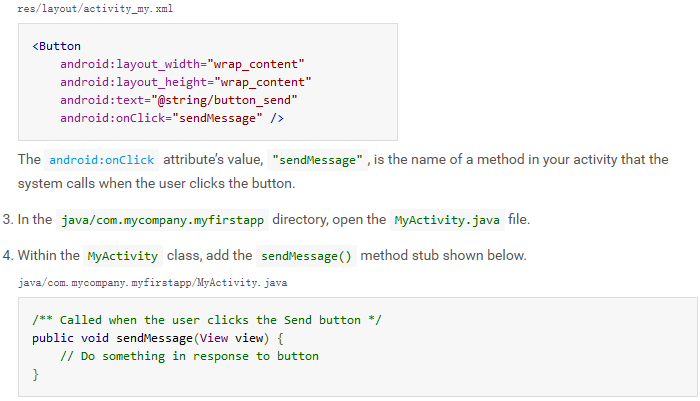 res/layout/activity_my.xml
<Button
    android:layout_width="wrap_content"
    android:layout_height="wrap_content"
    android:text="@string/button_send"
    android:onClick="sendMessage" />
The android:onClick attribute’s value, "sendMessage", is the name of a method in your activity that the
system calls when the user clicks the button.
3. In the java/com.mycompany.myfirstapp directory, open the MyActivity.java file.
4. Within the MyActivity class, add the sendMessage() method stub shown below.
java/com.mycompany.myfirstapp/MyActivity.java
/** Called when the user clicks the Send button */
public void sendMessage(View view) {
    // Do something in response to button
}